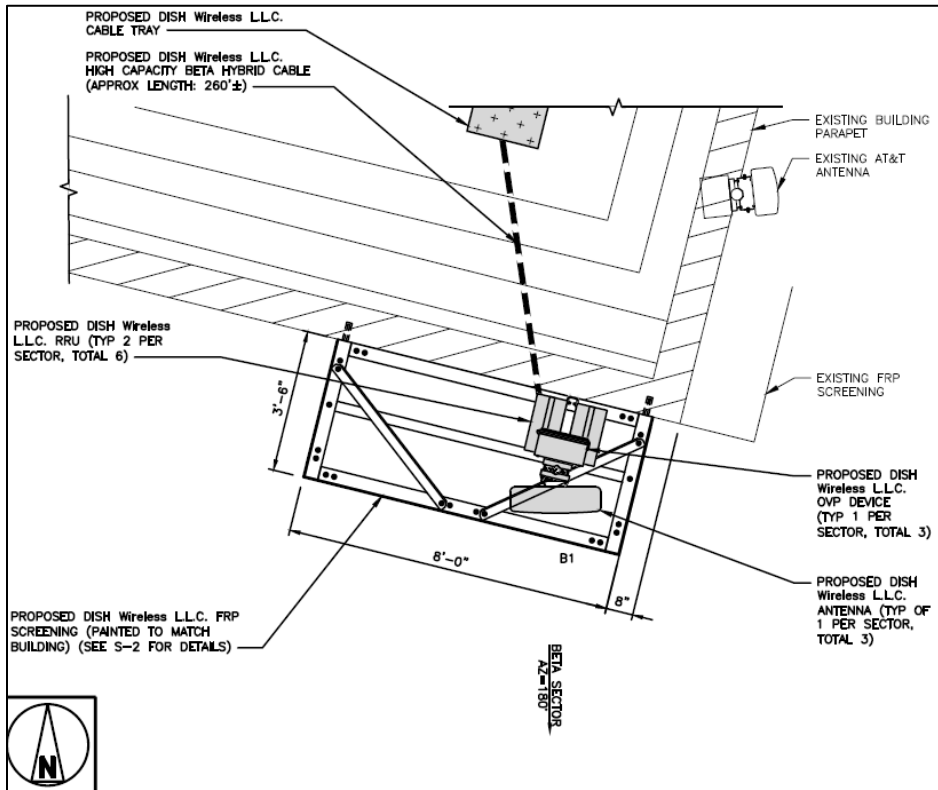 PROPOSED DISH Wireless L.L.C.
CABLE TRAY
PROPOSED DISH Wireless L.L.C.
HIGH CAPACITY BETA HYBRID CABLE
(APPROX LENGTH: 260'±)
EXISTING BUILDING
PARAPET
EXISTING AT&T
ANTENNA
PROPOSED DISH Wireless
L.L.C. RRU (TYP 2 PER
SECTOR, TOTAL 6)
EXISTING FRP
SCREENING
3'-6"
PROPOSED DISH
Wireless L.L.C.
OVP DEVICE
(TYP 1 PER
SECTOR, TOTAL 3)
8'-0"
B1
8"
PROPOSED DISH
Wireless L.L.C.
ANTENNA (TYP OF
1 PER SECTOR,
TOTAL 3)
PROPOSED DISH Wireless L.L.C. FRP
SCREENING (PAINTED TO MATCH
BUILDING) (SEE S-2 FOR DETAILS)
BETA SECTOR
AZ=180°
N